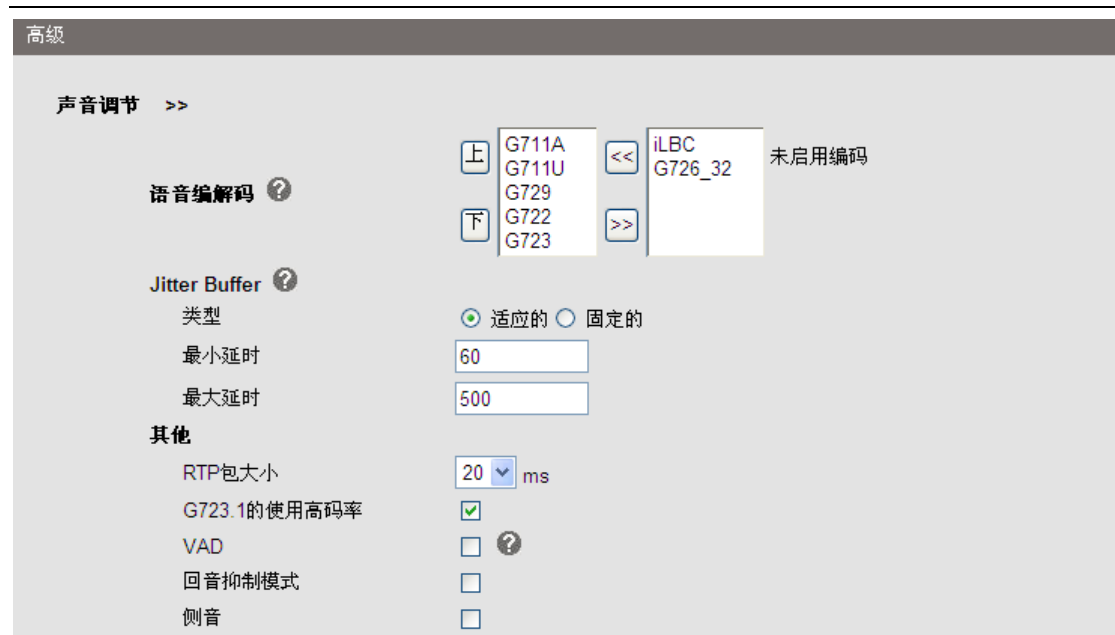 高级
声音调节 >>
语音编解码 ?
上
下
G711A
G711U
G729
G722
G723
<<
>>
iLBC
G726_32
未启用编码
Jitter Buffer ?
类型 适应的 固定的
最小延时 60
最大延时 500
其他
RTP包大小 20 ms
G723.1的使用高码率
VAD ?
回音抑制模式
侧音